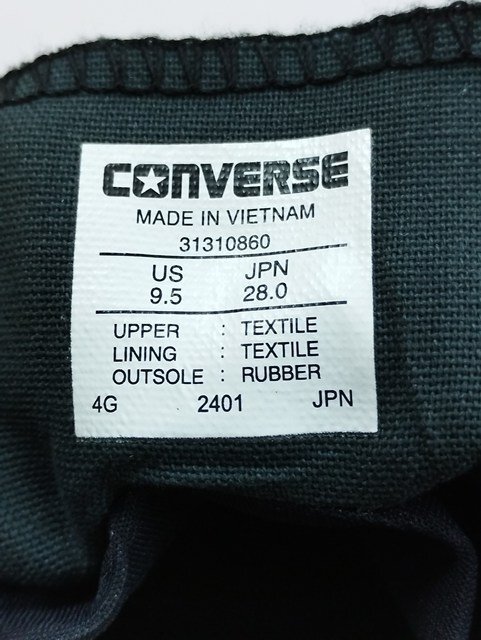 CONVERSE
MADE IN VIETNAM
31310860
US JPN
9.5 28.0
UPPER : TEXTILE
LINING : TEXTILE
OUTSOLE : RUBBER
4G 2401 JPN